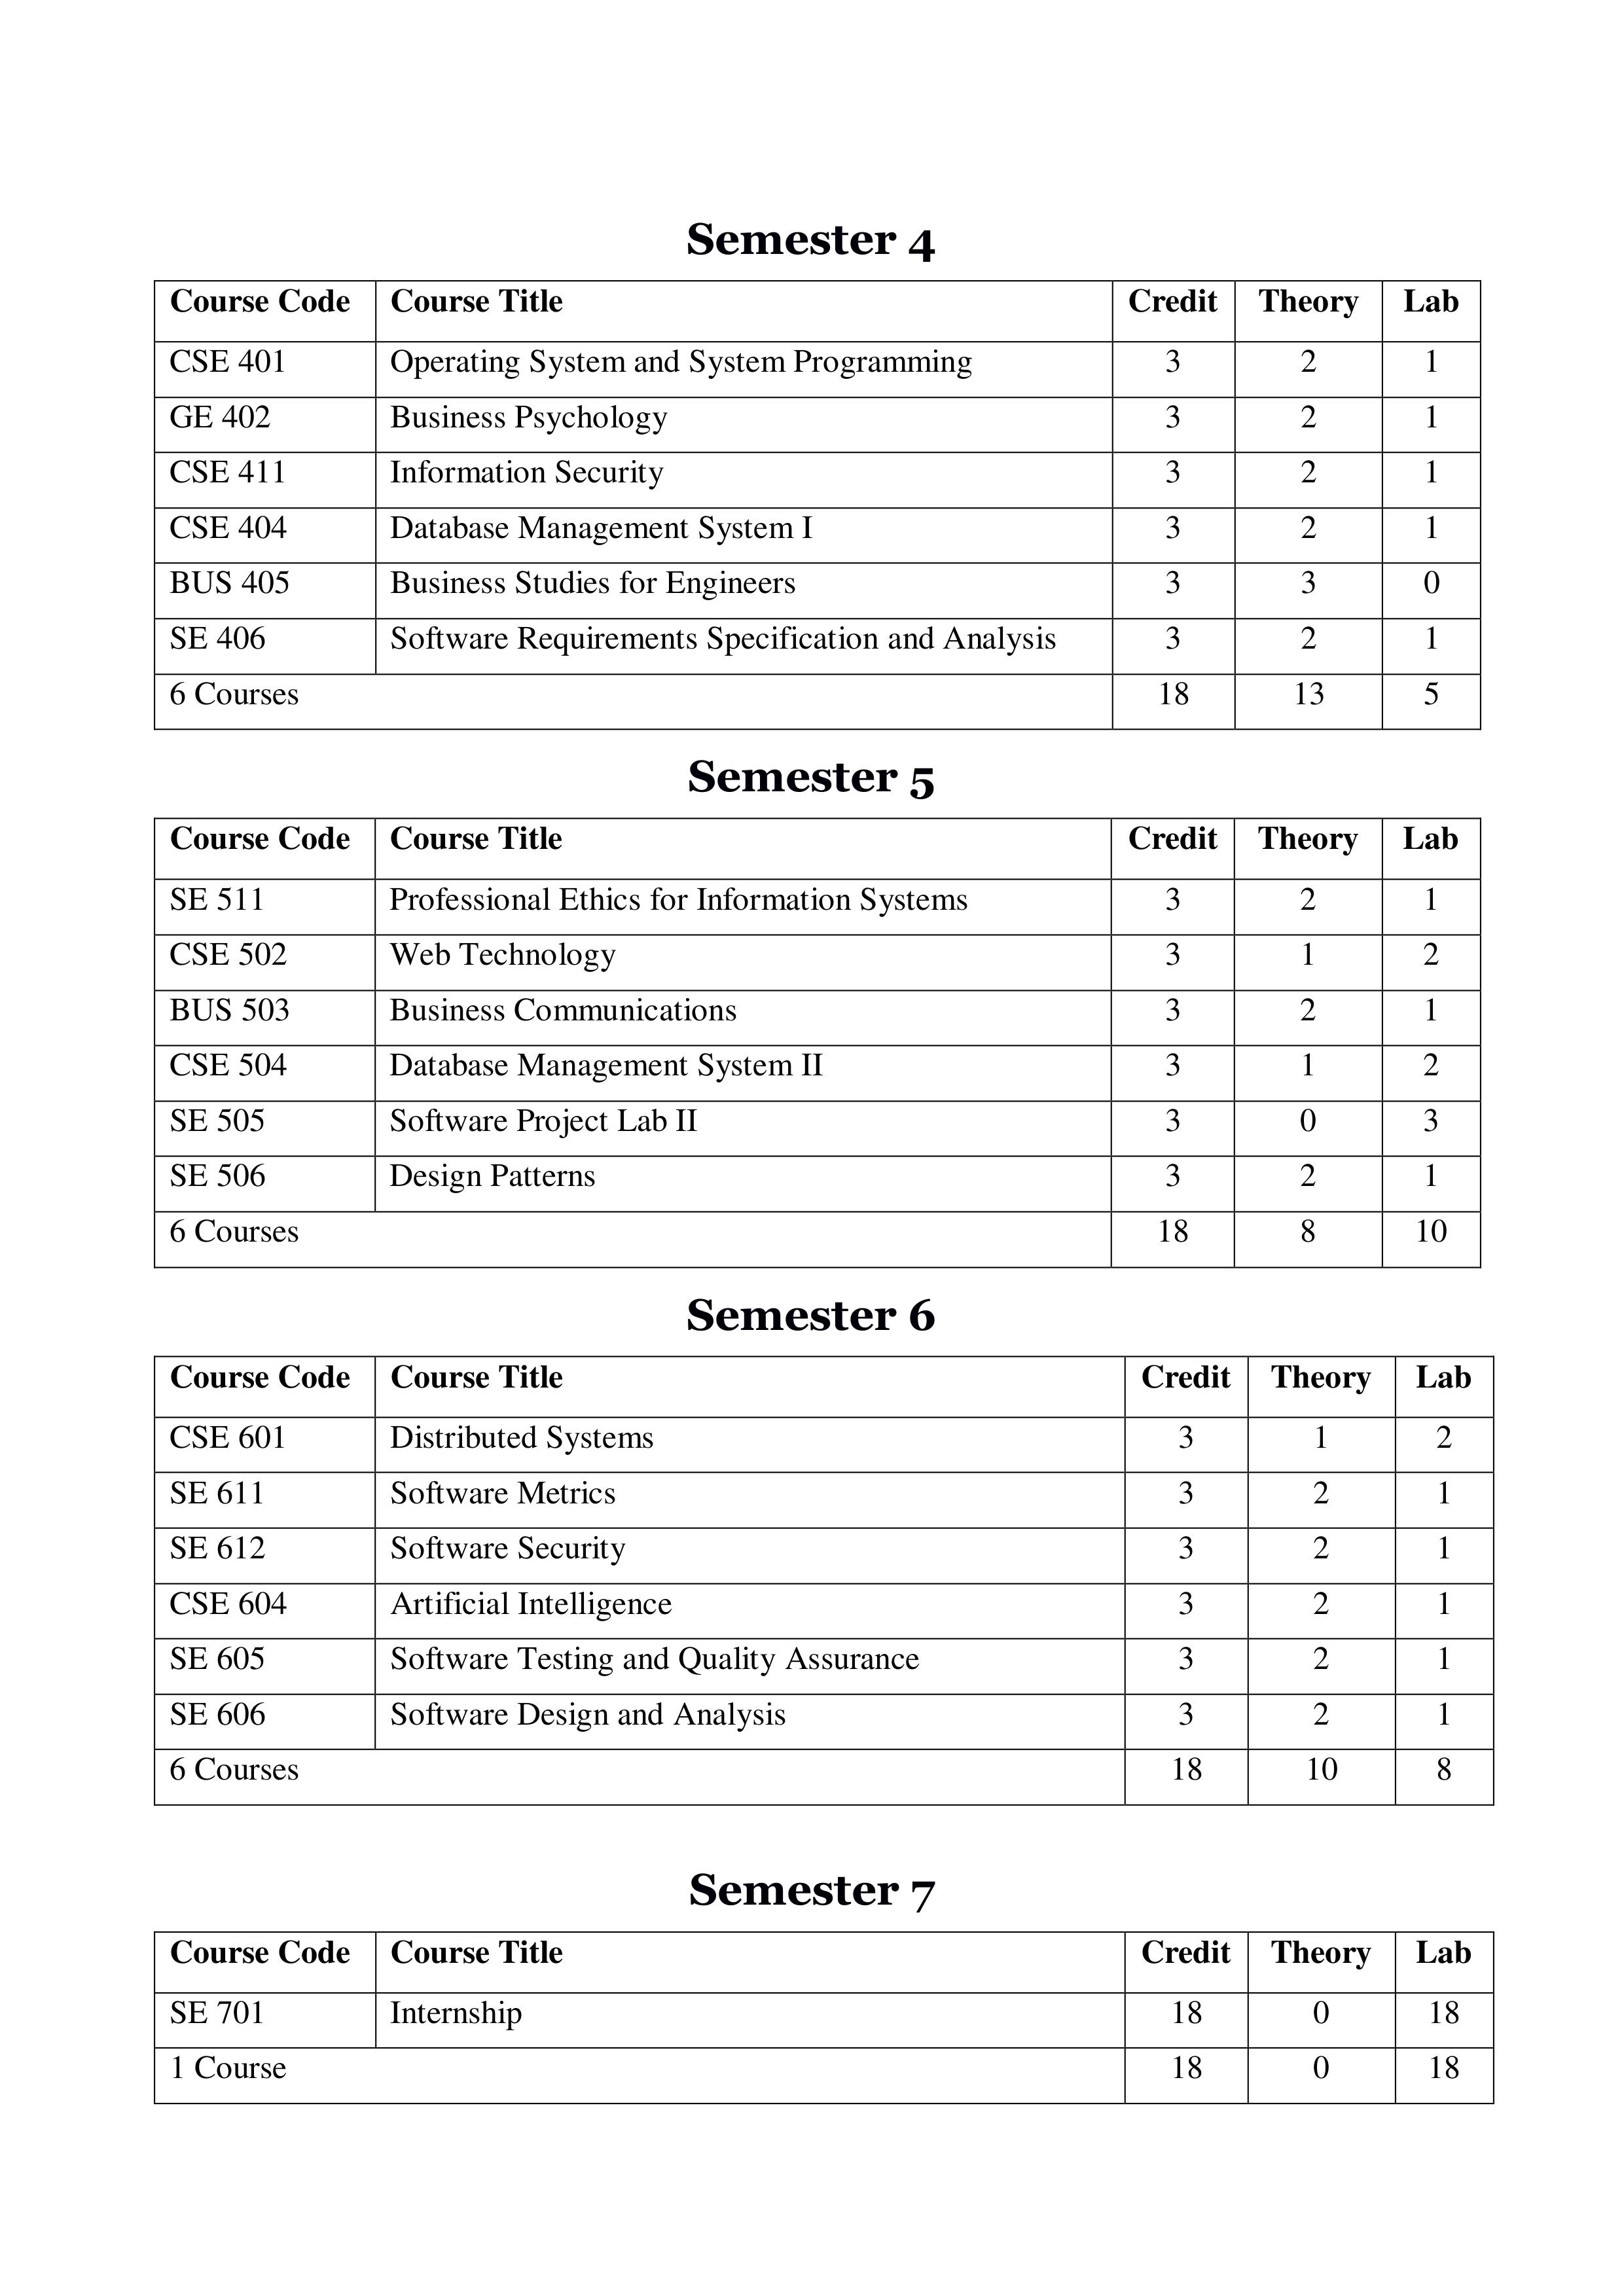 Semester 4
Course Code Course Title Credit Theory Lab
CSE 401 Operating System and System Programming 3 2 1
GE 402 Business Psychology 3 2 1
CSE 411 Information Security 3 2 1
CSE 404 Database Management System I 3 2 1
BUS 405 Business Studies for Engineers 3 3 0
SE 406 Software Requirements Specification and Analysis 3 2 1
6 Courses 18 13 5
Semester 5
Course Code Course Title Credit Theory Lab
SE 511 Professional Ethics for Information Systems 3 2 1
CSE 502 Web Technology 3 1 2
BUS 503 Business Communications 3 2 1
CSE 504 Database Management System II 3 1 2
SE 505 Software Project Lab II 3 0 3
SE 506 Design Patterns 3 2 1
6 Courses 18 8 10
Semester 6
Course Code Course Title Credit Theory Lab
CSE 601 Distributed Systems 3 1 2
SE 611 Software Metrics 3 2 1
SE 612 Software Security 3 2 1
CSE 604 Artificial Intelligence 3 2 1
SE 605 Software Testing and Quality Assurance 3 2 1
SE 606 Software Design and Analysis 3 2 1
6 Courses 18 10 8
Semester 7
Course Code Course Title Credit Theory Lab
SE 701 Internship 18 0 18
1 Course 18 0 18